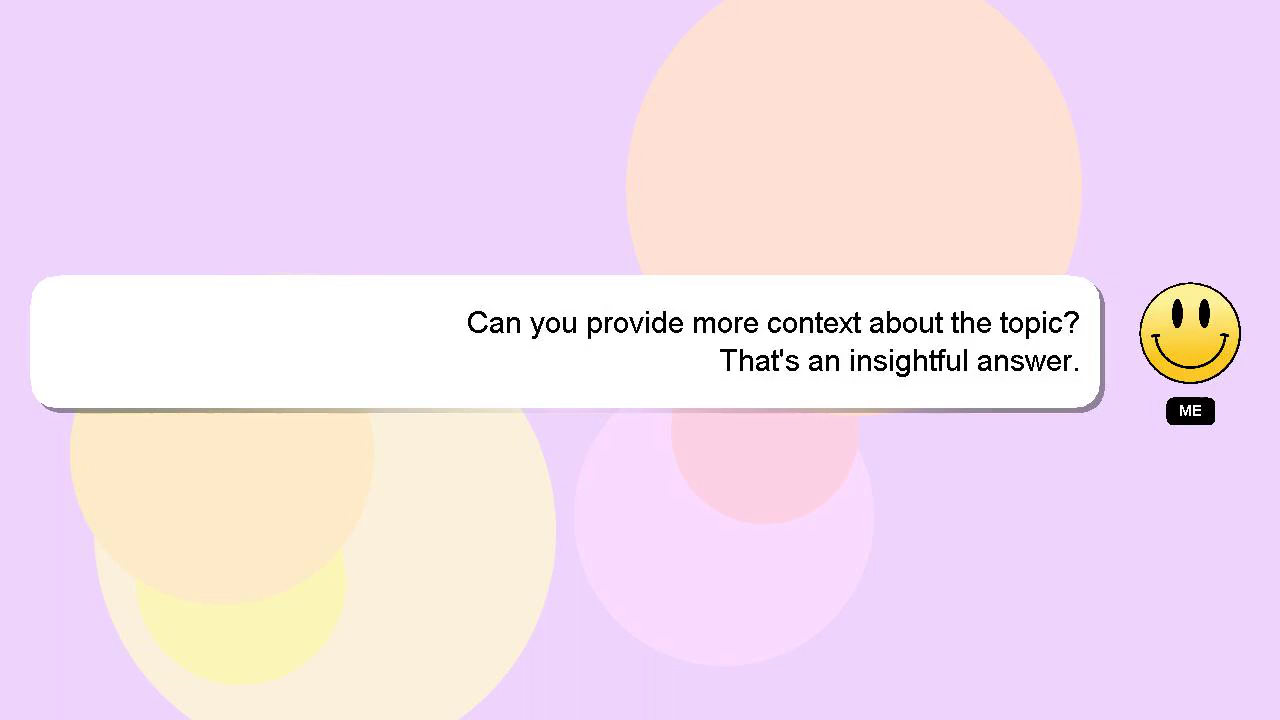 Can you provide more context about the topic?
That's an insightful answer.
ME